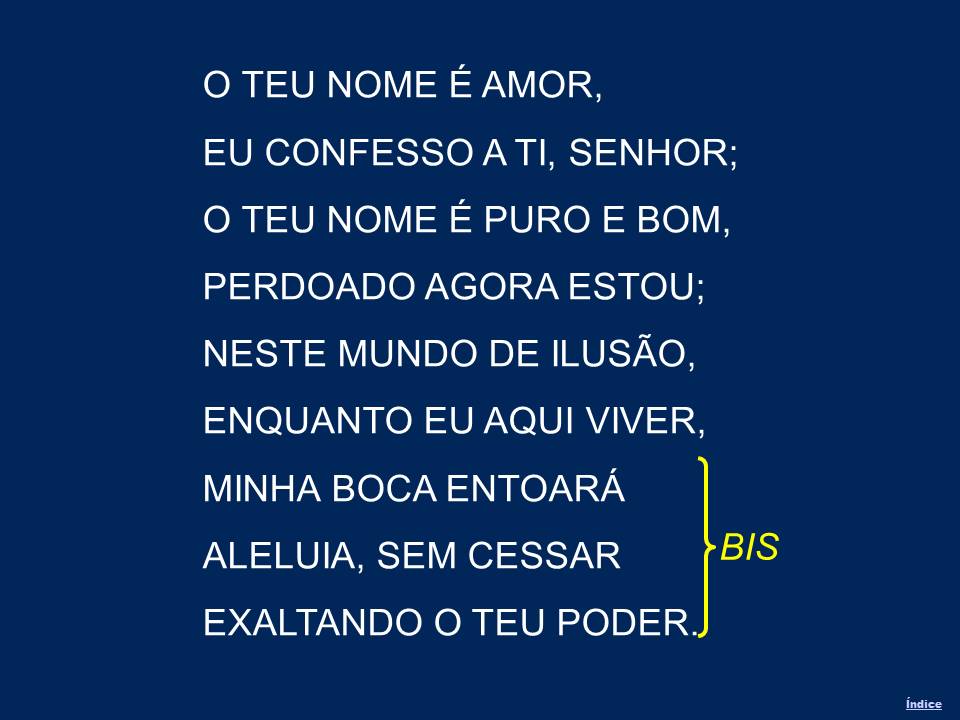 O TEU NOME É AMOR,
EU CONFESSO A TI, SENHOR;
O TEU NOME É PURO E BOM,
PERDOADO AGORA ESTOU;
NESTE MUNDO DE ILUSÃO,
ENQUANTO EU AQUI VIVER,
MINHA BOCA ENTOARÁ
ALELUIA, SEM CESSAR
EXALTANDO O TEU PODER.
BIS
Índice